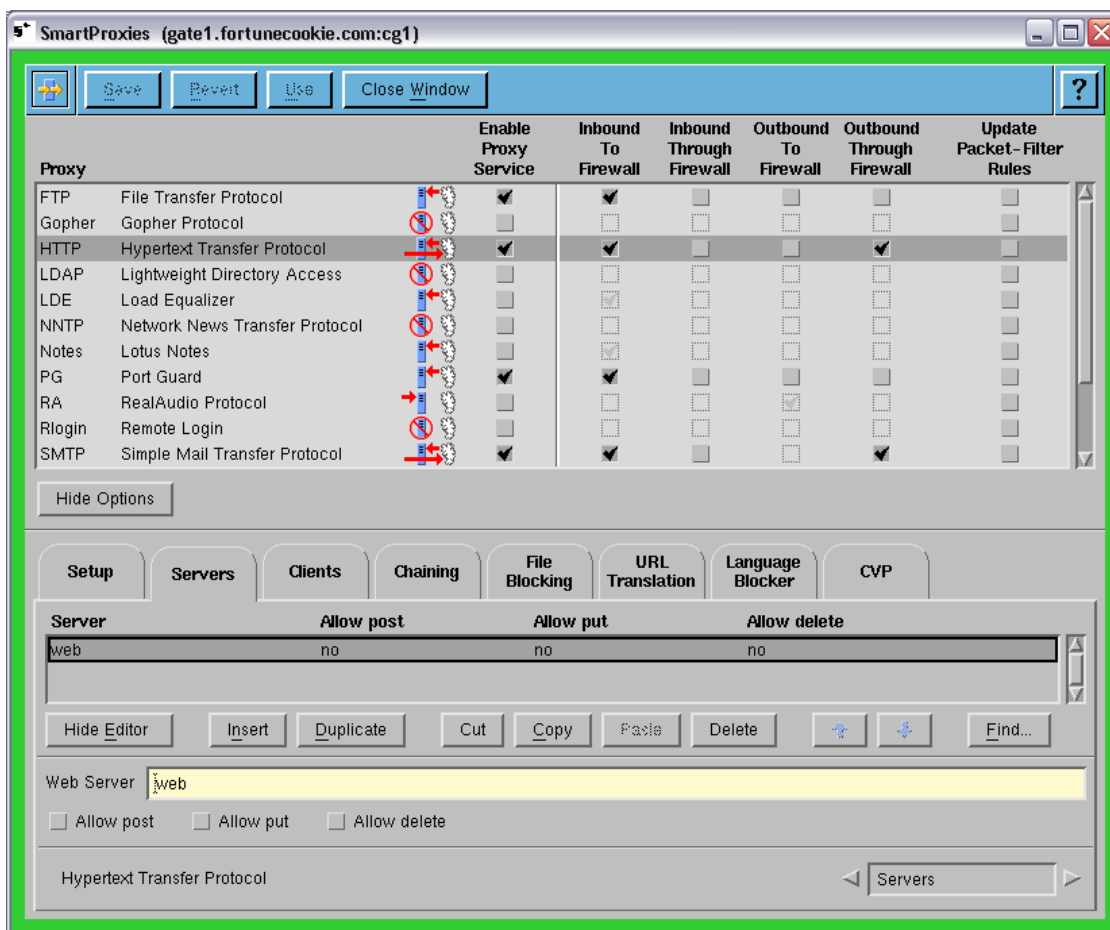 SmartProxies (gate1.fortunecookie.com:cg1)
Save Revert Use Close Window ?
Proxy Enable Proxy Service Inbound To Firewall Inbound Through Firewall Outbound To Firewall Outbound Through Firewall Update Packet-Filter Rules
FTP File Transfer Protocol
Gopher Gopher Protocol
HTTP Hypertext Transfer Protocol
LDAP Lightweight Directory Access
LDE Load Equalizer
NNTP Network News Transfer Protocol
Notes Lotus Notes
PG Port Guard
RA RealAudio Protocol
Rlogin Remote Login
SMTP Simple Mail Transfer Protocol
Hide Options
Setup Servers Clients Chaining File Blocking URL Translation Language Blocker CVP
Server Allow post Allow put Allow delete
web no no no
Hide Editor Insert Duplicate Cut Copy Paste Delete Find...
Web Server web
Allow post Allow put Allow delete
Hypertext Transfer Protocol Servers